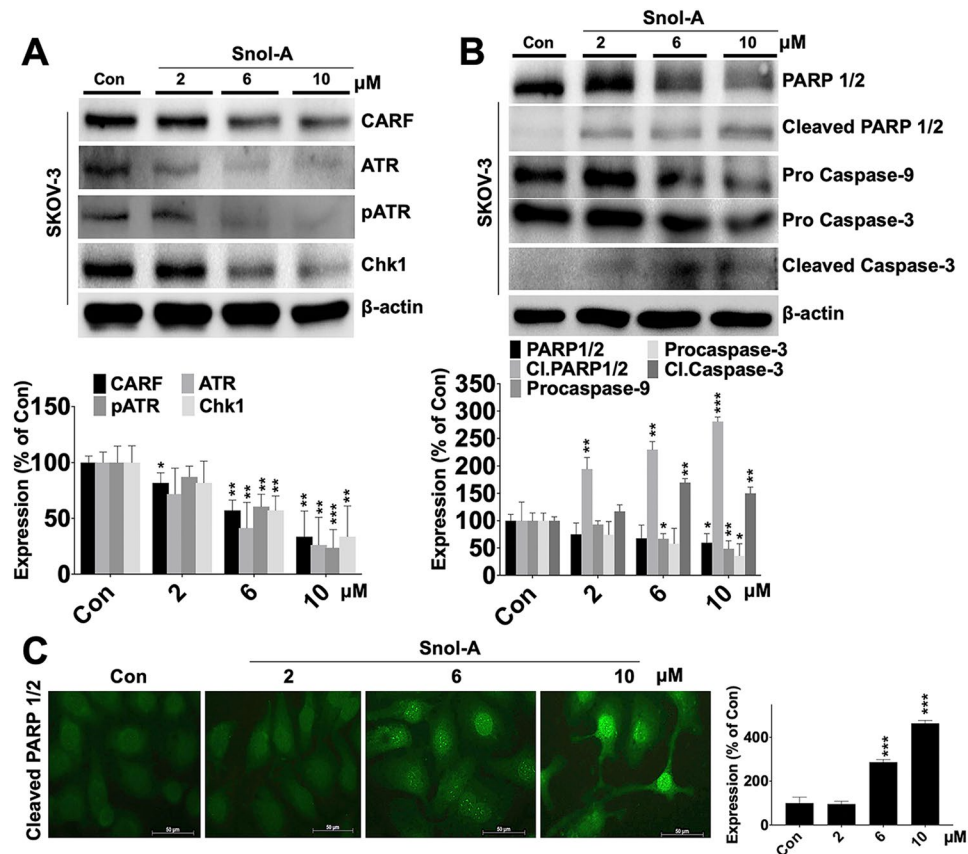 A
Snol-A
Con 2 6 10 µM
SKOV-3
CARF
ATR
pATR
Chk1
β-actin
Expression (% of Con)
150
100
50
0
CARF ATR
pATR Chk1
*
** ** ** **
** ** *** **
Con 2 6 10 µM
B
Snol-A
Con 2 6 10 µM
SKOV-3
PARP 1/2
Cleaved PARP 1/2
Pro Caspase-9
Pro Caspase-3
Cleaved Caspase-3
β-actin
PARP1/2 Procaspase-3
Cl.PARP1/2 Cl.Caspase-3
Procaspase-9
Expression (% of Con)
350
300
250
200
150
100
50
0
**
** * **
* *** ** * **
Con 2 6 10 µM
C
Snol-A
Con 2 6 10 µM
Cleaved PARP 1/2
50 µm 50 µm 50 µm 50 µm
Expression (% of Con)
400
200
0
*** ***
Con 2 6 10 µM